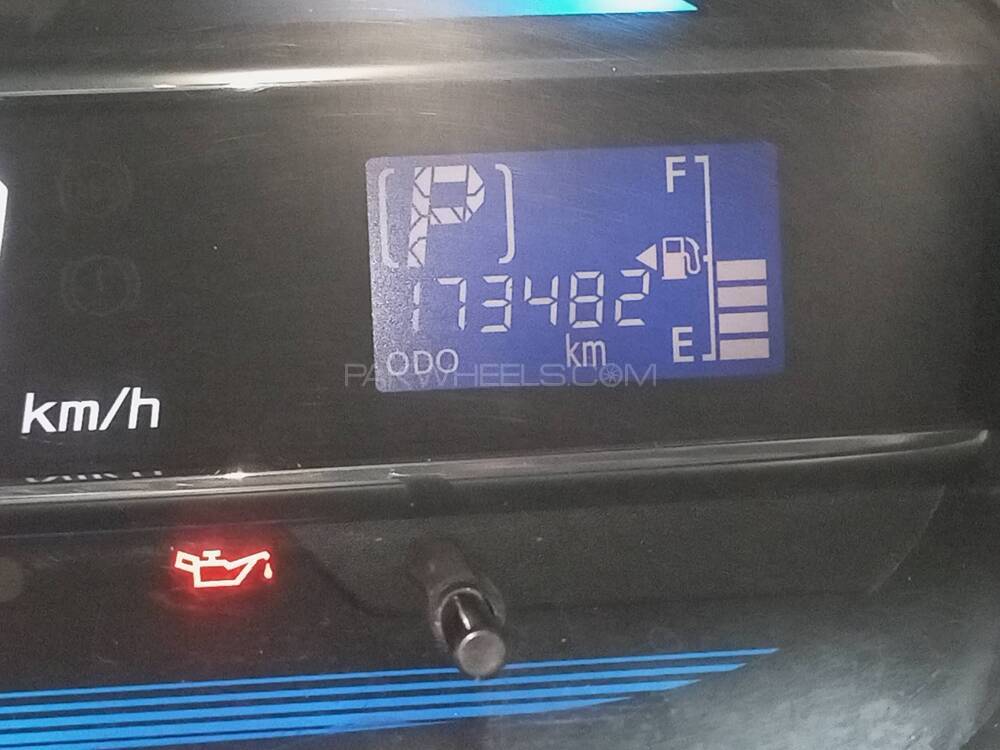 P
F
173482
ODO km E
PAKWHEELS.COM
km/h